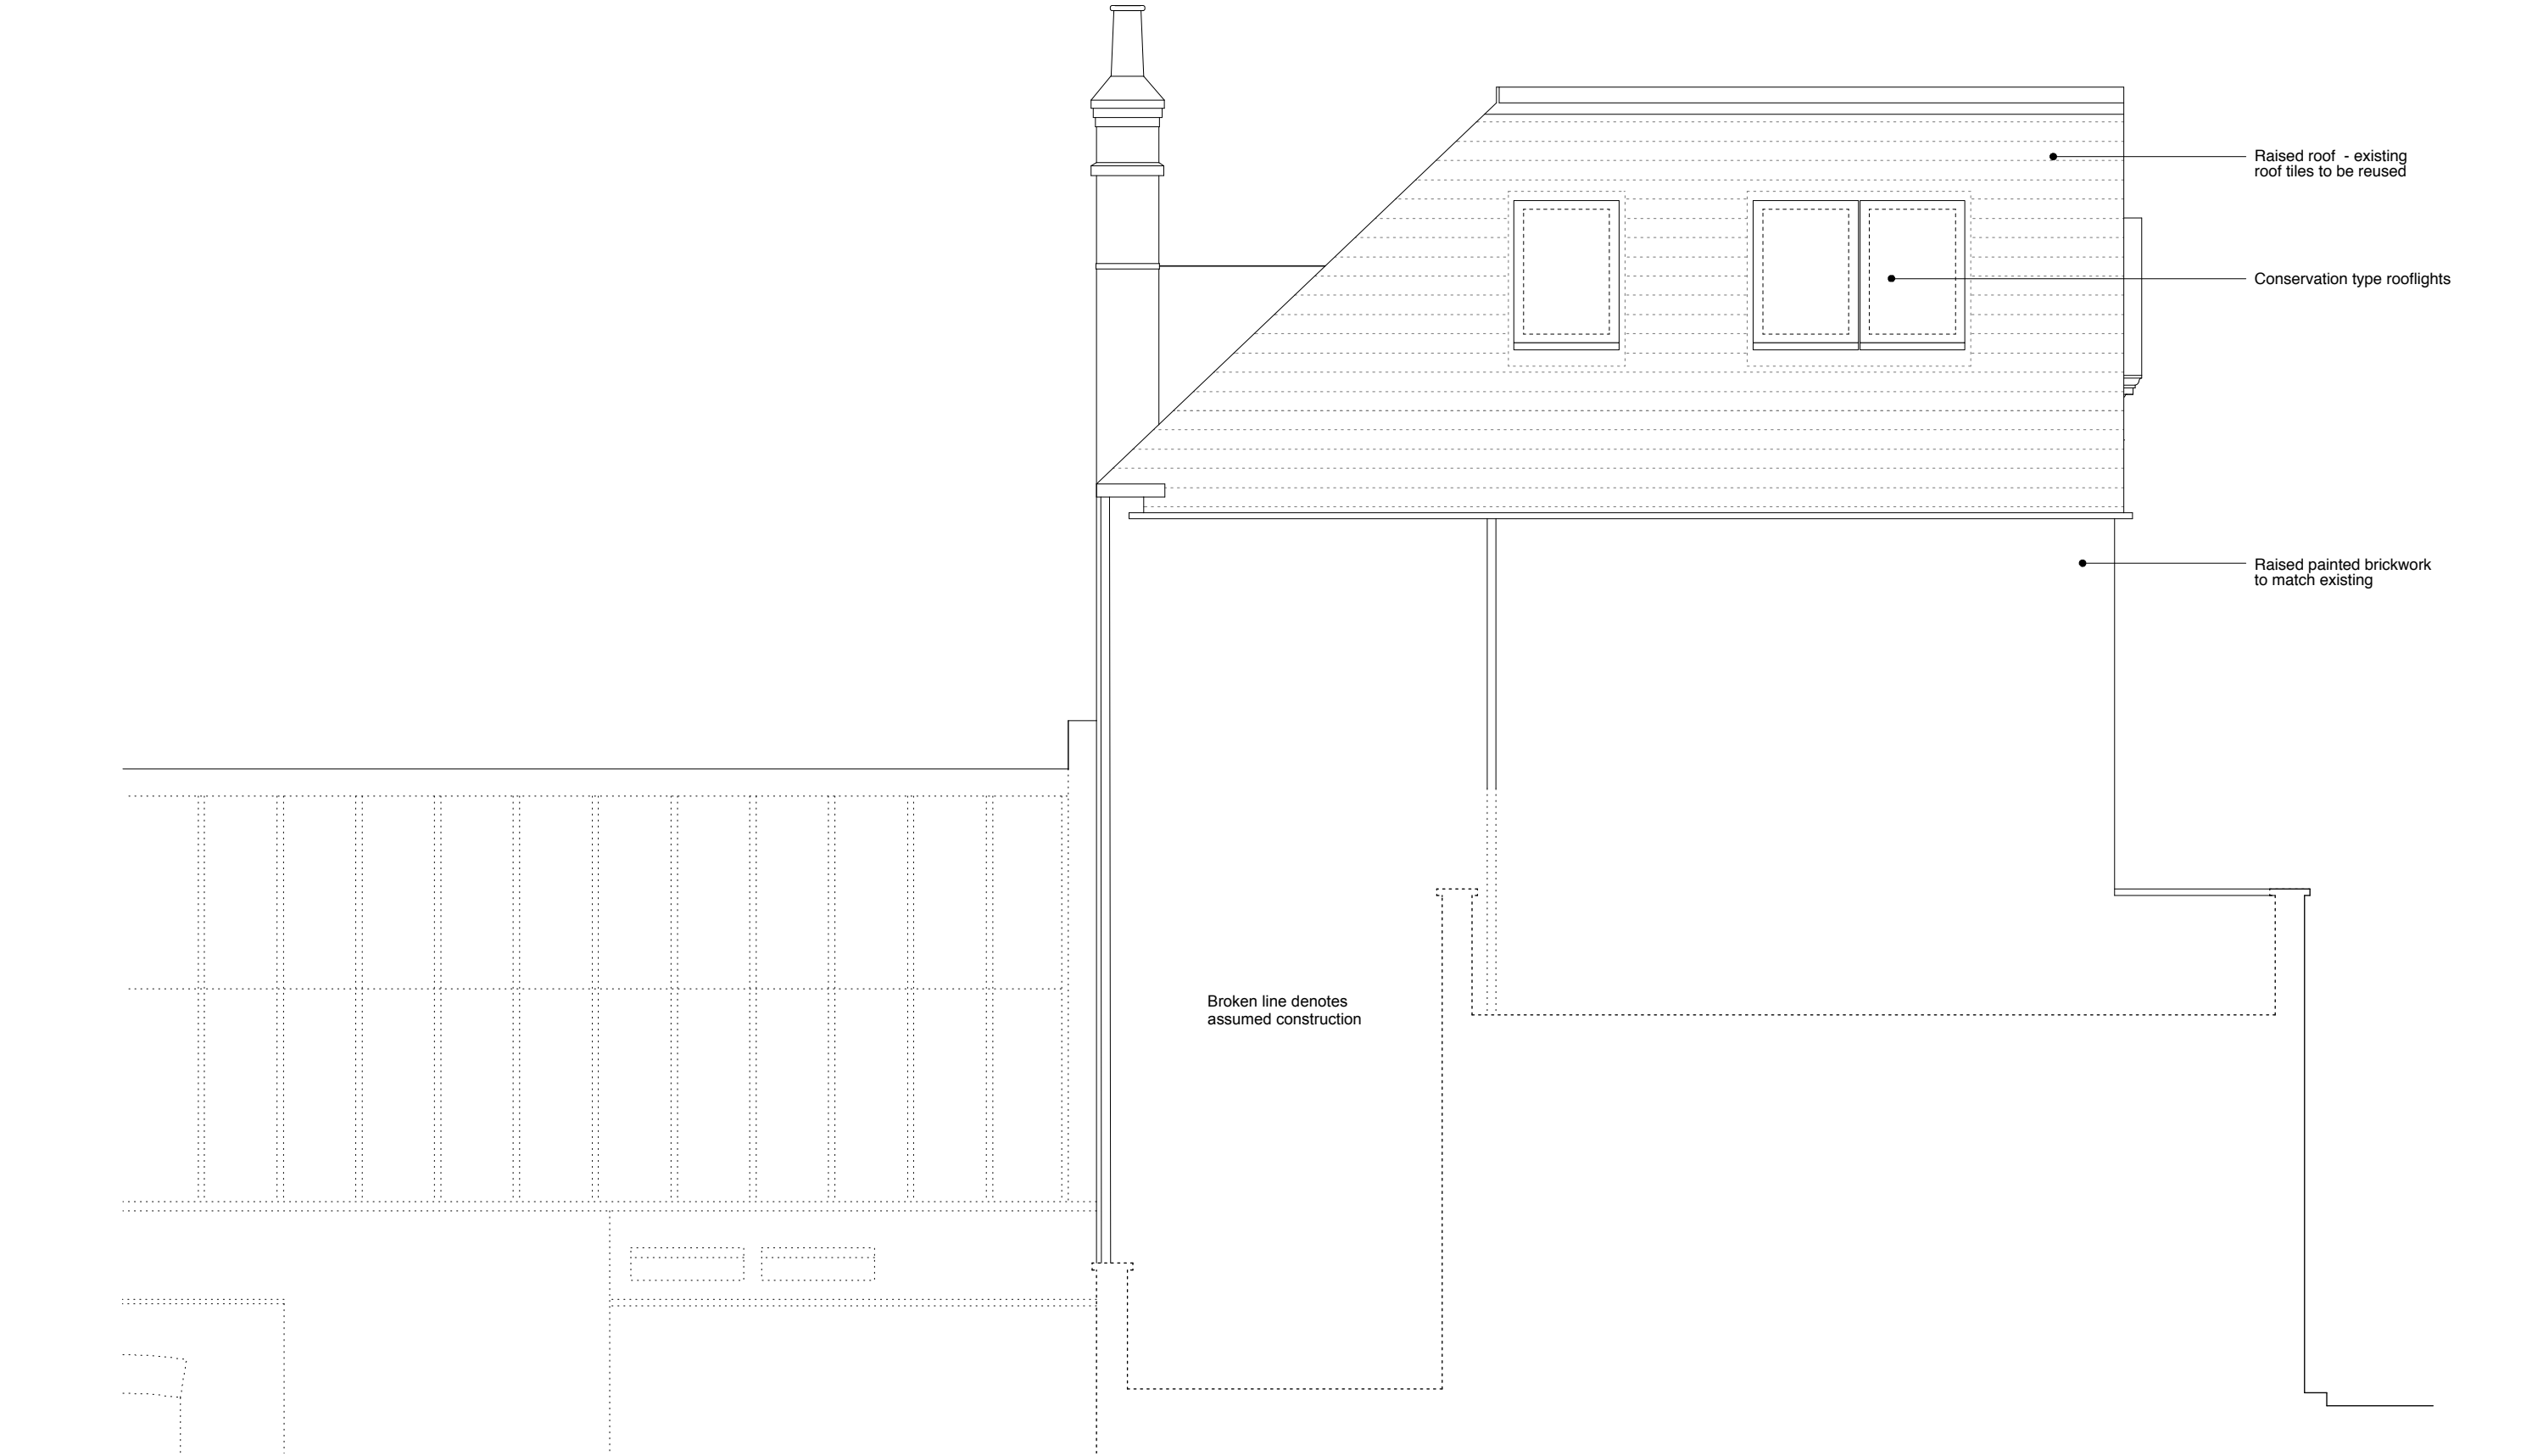 Raised roof  - existing
roof tiles to be reused
Conservation type rooflights
Raised painted brickwork
to match existing
Broken line denotes
assumed construction